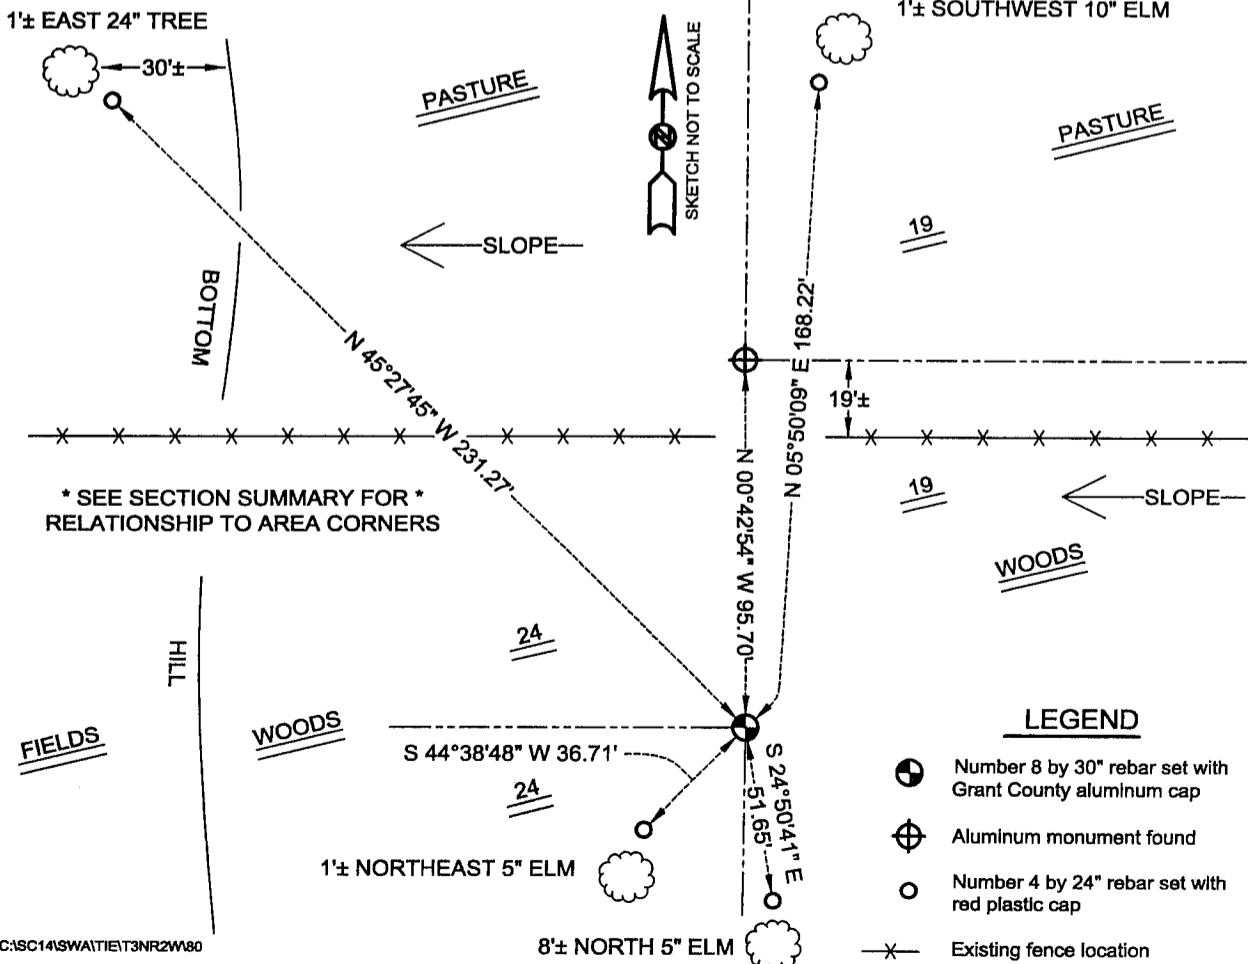 1'± EAST 24" TREE
1'± SOUTHWEST 10" ELM
30'±
PASTURE
SKETCH NOT TO SCALE
PASTURE
19
SLOPE
BOTTOM
N 45°27'45" W 231.27'
N 05°50'09" E 168.22'
19'±
N 00°42'54" W 95.70'
* SEE SECTION SUMMARY FOR *
RELATIONSHIP TO AREA CORNERS
19
SLOPE
WOODS
24
HILL
FIELDS
WOODS
S 44°38'48" W 36.71'
24
S 24°50'41" E
51.65'
1'± NORTHEAST 5" ELM
8'± NORTH 5" ELM
LEGEND
Number 8 by 30" rebar set with
Grant County aluminum cap
Aluminum monument found
Number 4 by 24" rebar set with
red plastic cap
Existing fence location
C:\SC14\SWA\TIE\T3NR2W\80